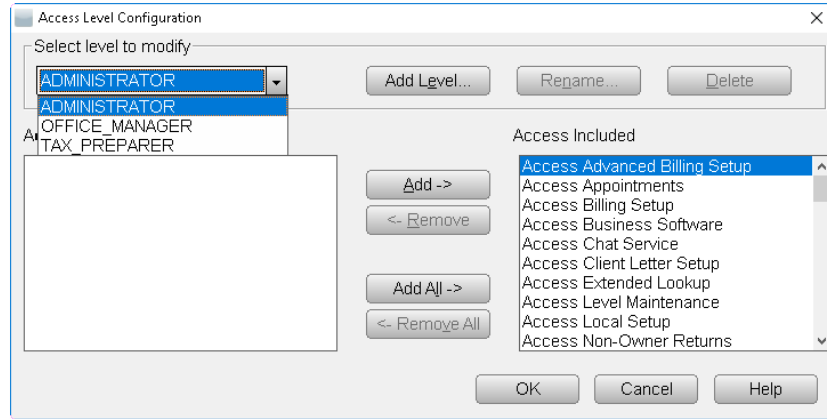 Access Level Configuration
Select level to modify
ADMINISTRATOR
Add Level...
Rename...
Delete
ADMINISTRATOR
OFFICE_MANAGER
TAX_PREPARER
Access Included
Add ->
<- Remove
Add All ->
<- Remove All
Access Advanced Billing Setup
Access Appointments
Access Billing Setup
Access Business Software
Access Chat Service
Access Client Letter Setup
Access Extended Lookup
Access Level Maintenance
Access Local Setup
Access Non-Owner Returns
OK
Cancel
Help